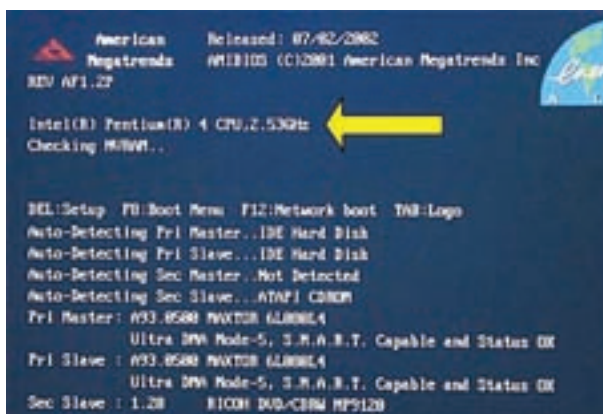 American Released: 07/02/2002
Megatrends AMIBIOS (C)2001 American Megatrends Inc
REV AF1.2P
Intel(R) Pentium(R) 4 CPU, 2.53GHz
Checking NVRAM..
DEL:Setup F8:Boot Menu F12:Network boot TAB:Logo
Auto-Detecting Pri Master..IDE Hard Disk
Auto-Detecting Pri Slave...IDE Hard Disk
Auto-Detecting Sec Master..Not Detected
Auto-Detecting Sec Slave...ATAPI CDROM
Pri Master: A93.0500 MAXTOR
Ultra DMA Mode-5, S.M.A.R.T. Capable and Status OK
Pri Slave : A93.0500 MAXTOR
Ultra DMA Mode-5, S.M.A.R.T. Capable and Status OK
Sec Slave : 1.20 RICOH DVD/CDRW MP9120